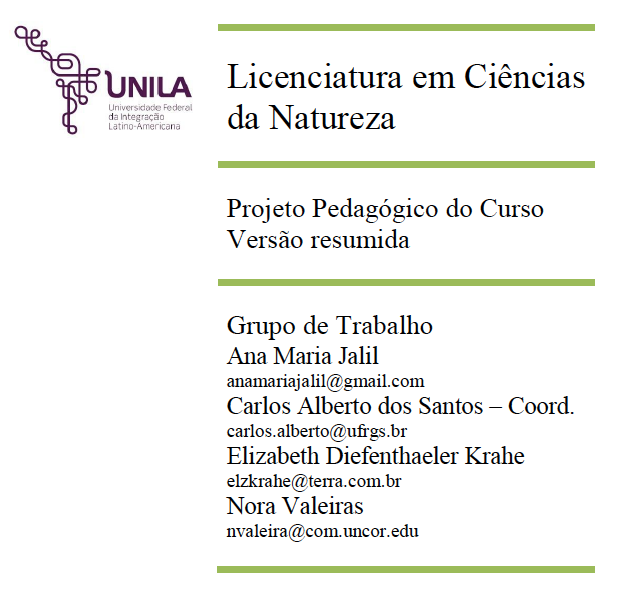 UNILA
Universidade Federal
da Integração
Latino-Americana
Licenciatura em Ciências
da Natureza
Projeto Pedagógico do Curso
Versão resumida
Grupo de Trabalho
Ana Maria Jalil
anamariajalil@gmail.com
Carlos Alberto dos Santos – Coord.
carlos.alberto@ufrgs.br
Elizabeth Diefenthaeler Krahe
elzkrahe@terra.com.br
Nora Valeiras
nvaleira@com.uncor.edu